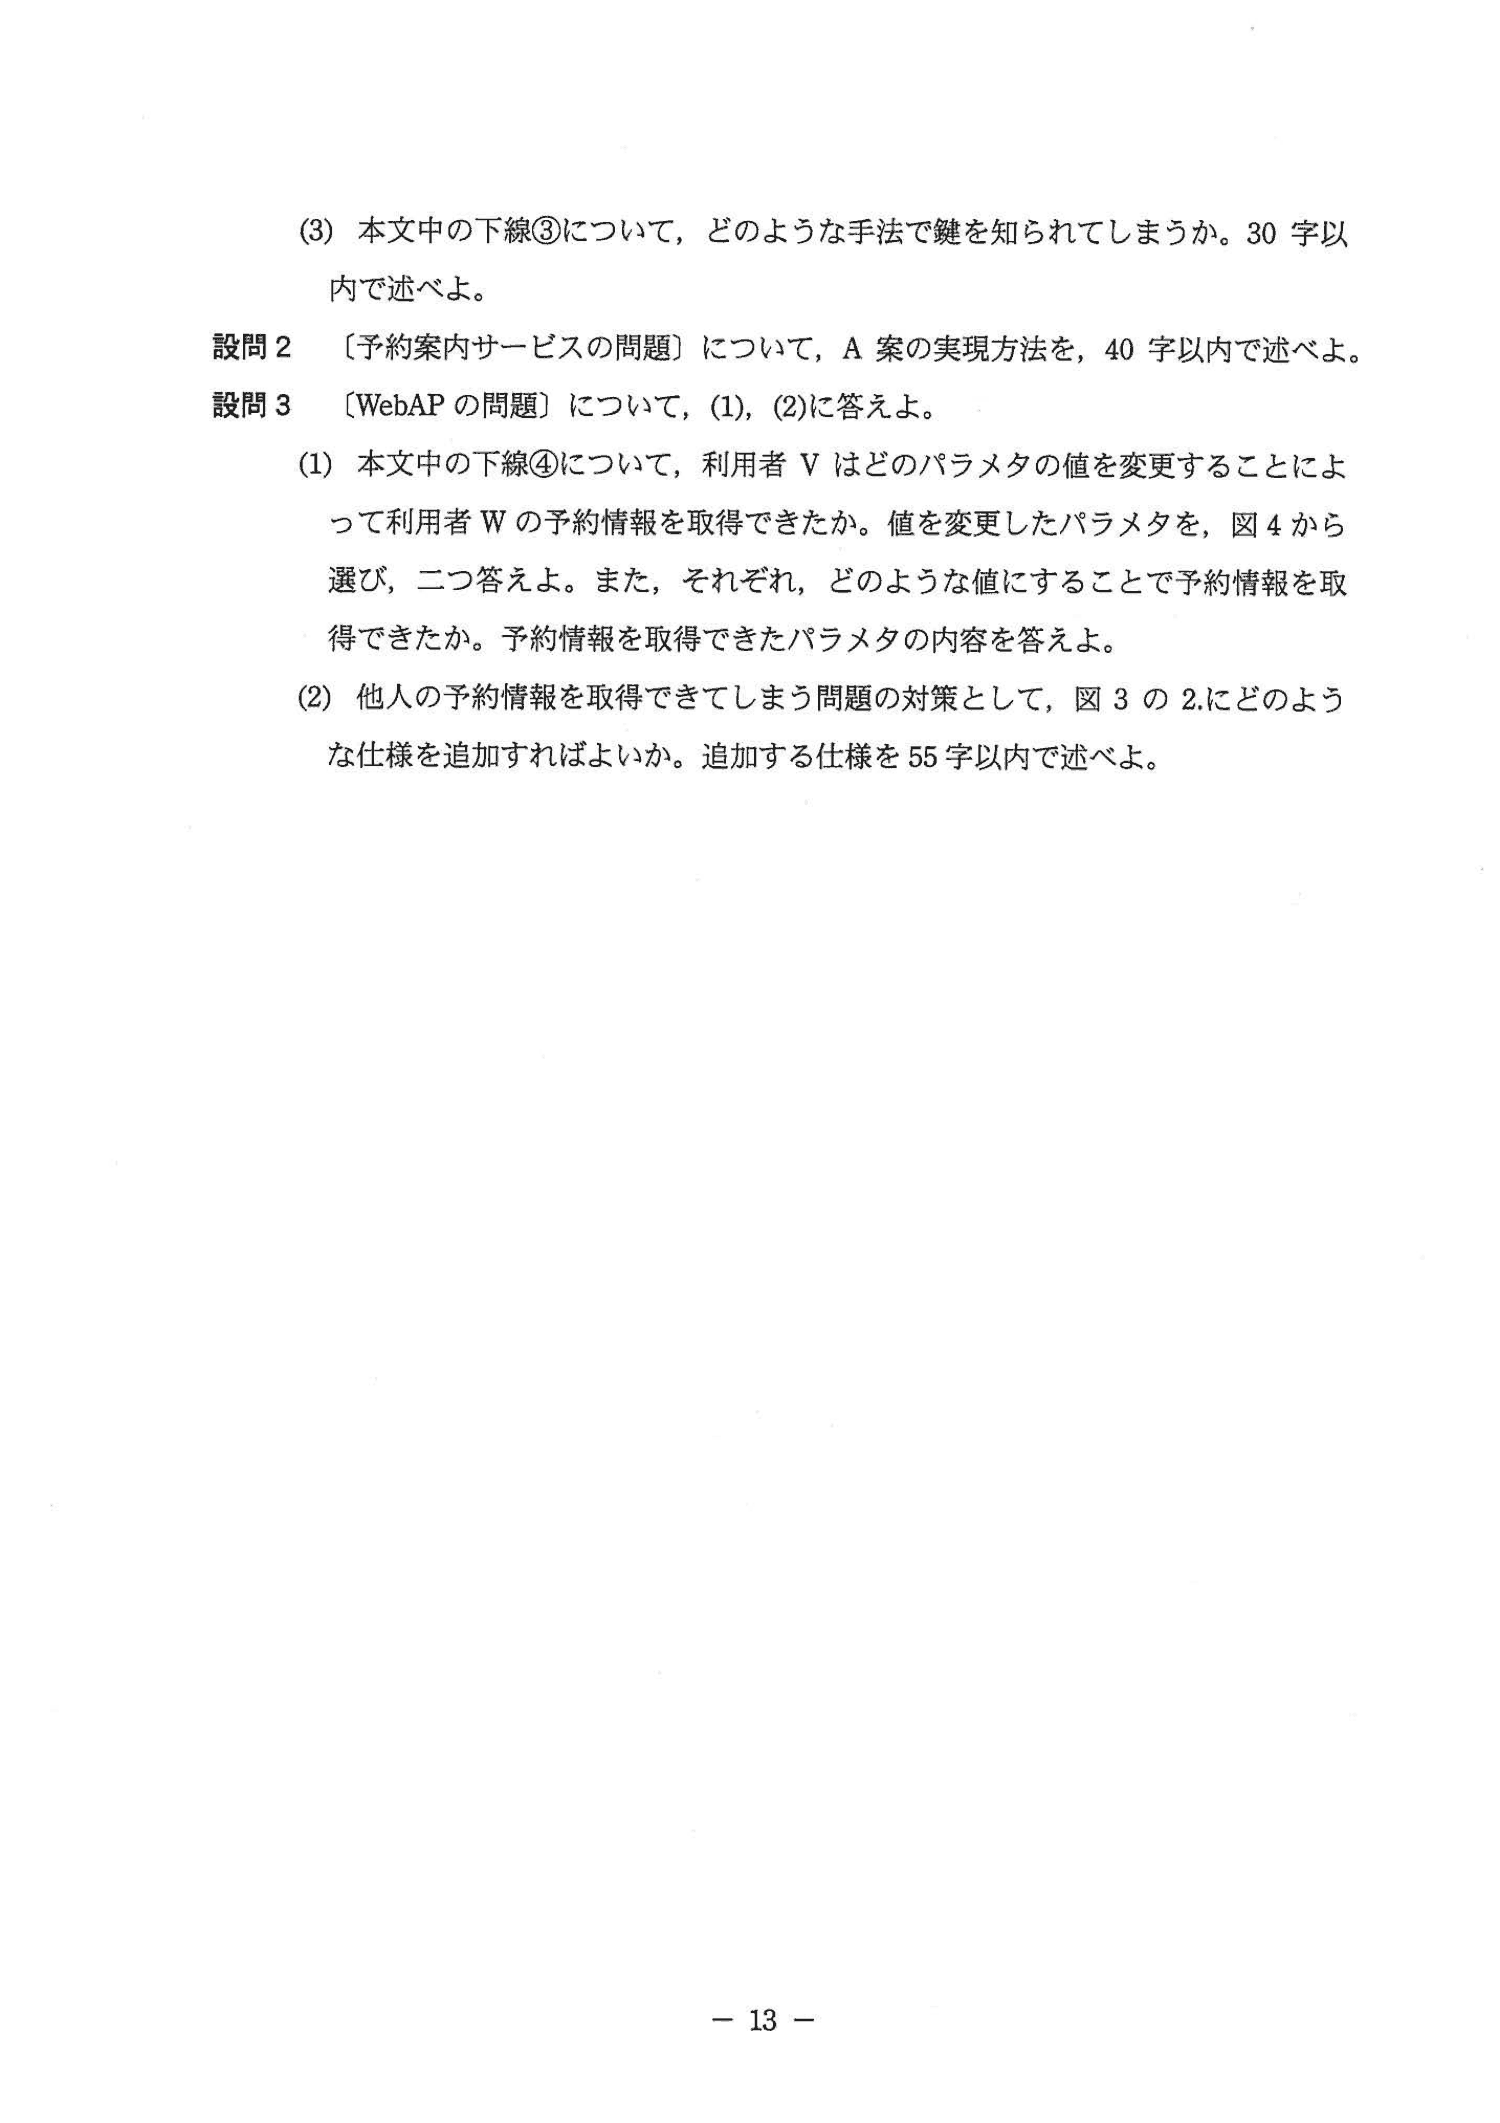 (3) 本文中の下線③について，どのような手法で鍵を知られてしまうか。30 字以
内で述べよ。
設問２ 〔予約案内サービスの問題〕について，A 案の実現方法を，40 字以内で述べよ。
設問３ 〔WebAP の問題〕について，(1)，(2)に答えよ。
(1) 本文中の下線④について，利用者 V はどのパラメタの値を変更することによ
って利用者 W の予約情報を取得できたか。値を変更したパラメタを，図 4 から
選び，二つ答えよ。また，それぞれ，どのような値にすることで予約情報を取
得できたか。予約情報を取得できたパラメタの内容を答えよ。
(2) 他人の予約情報を取得できてしまう問題の対策として，図 3 の 2.にどのよう
な仕様を追加すればよいか。追加する仕様を 55 字以内で述べよ。
－ 13 －